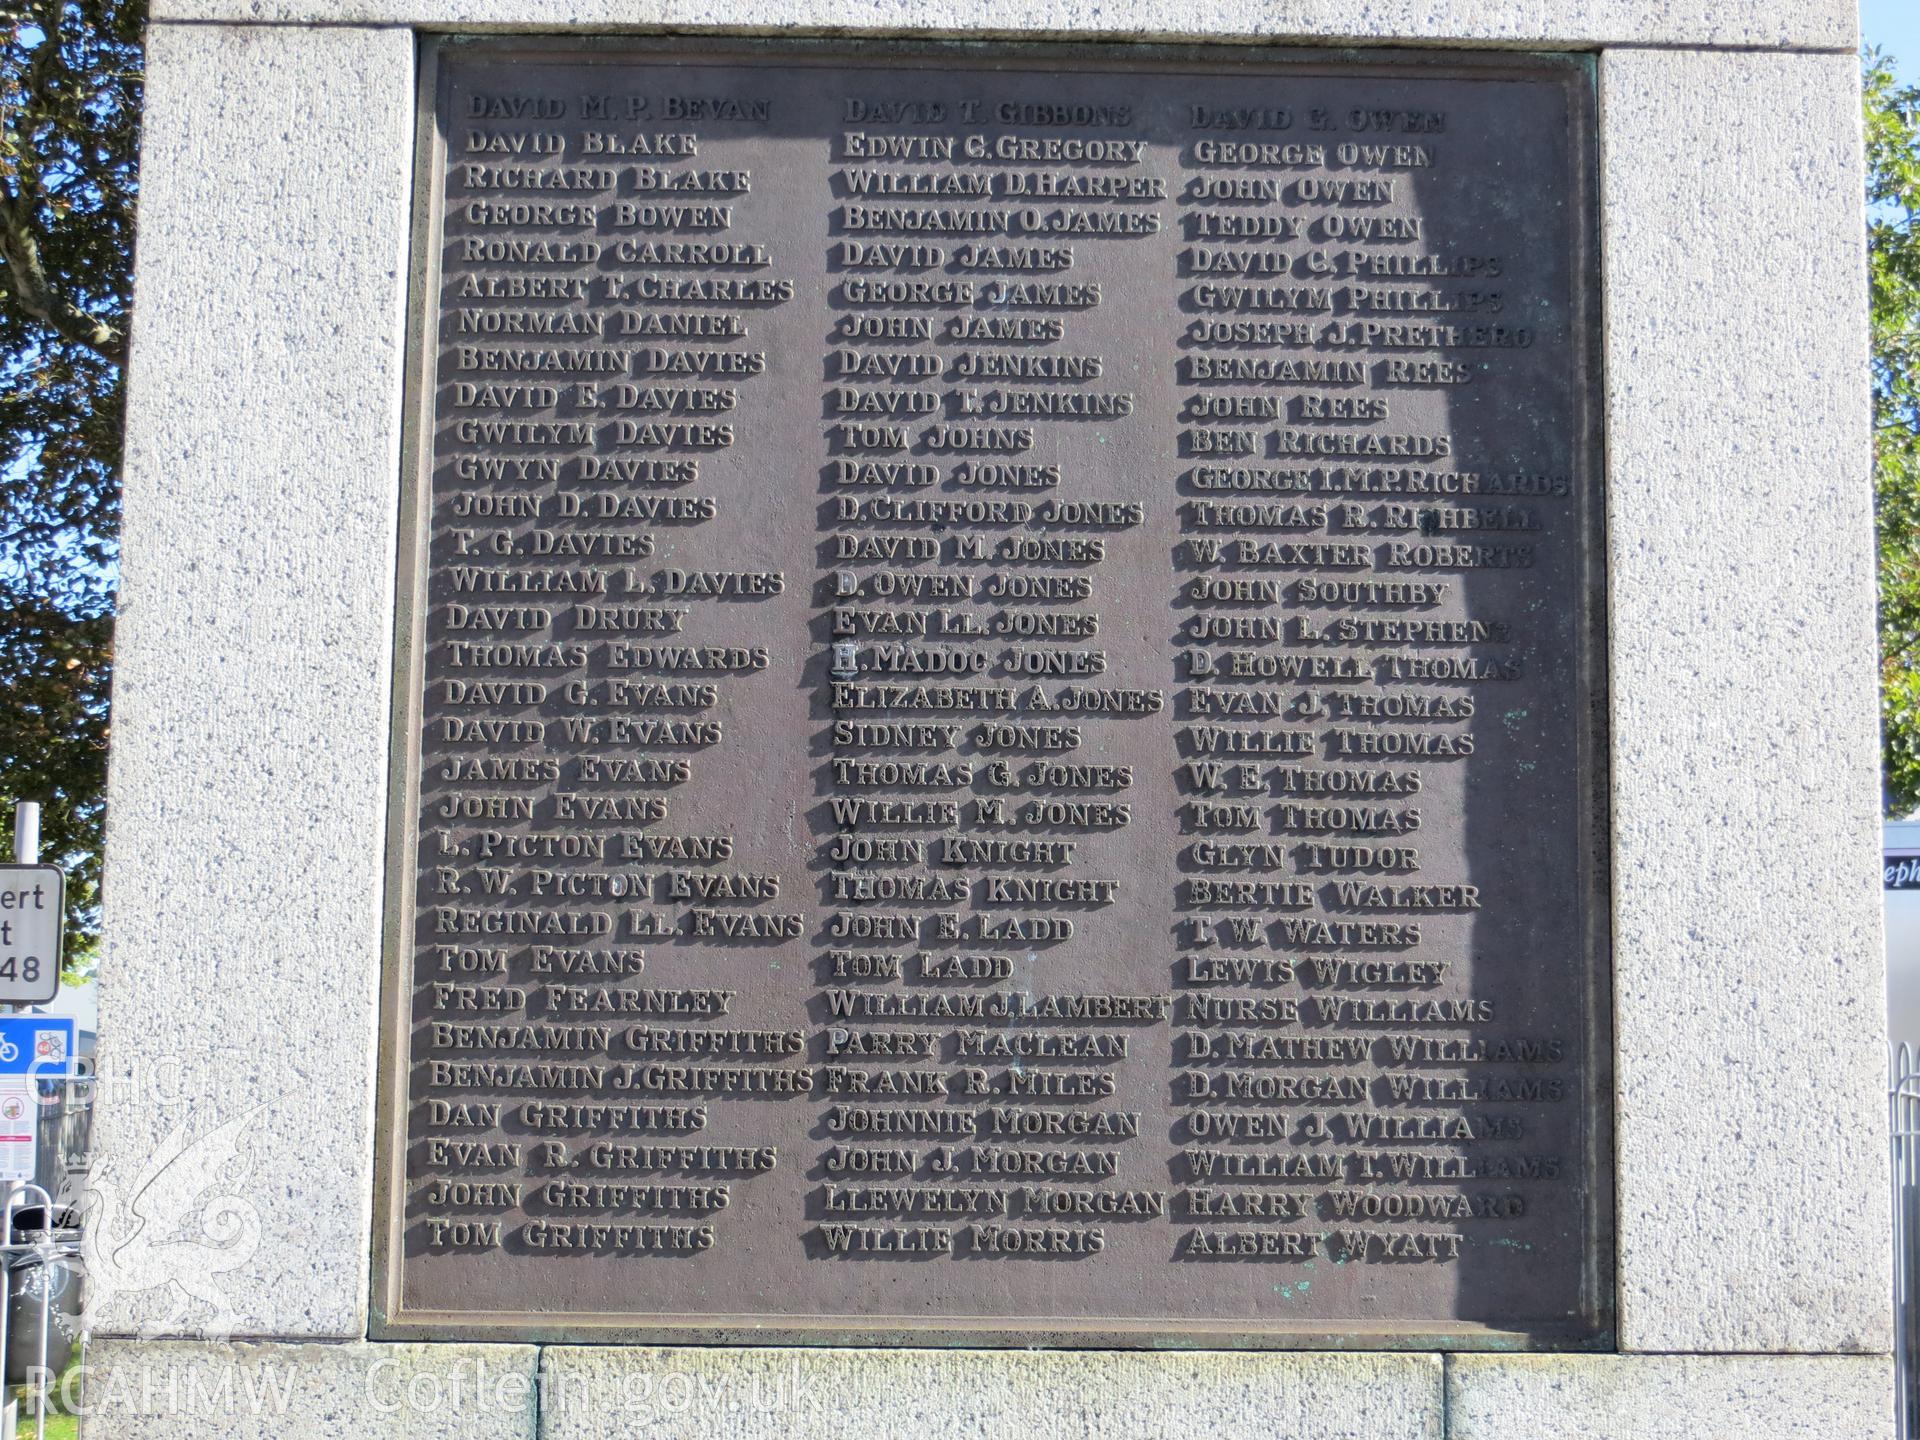 DAVID M. P. BEVAN
DAVID BLAKE
RICHARD BLAKE
GEORGE BOWEN
RONALD CARROLL
ALBERT T. CHARLES
NORMAN DANIEL
BENJAMIN DAVIES
DAVID E. DAVIES
GWILYM DAVIES
GWYN DAVIES
JOHN D. DAVIES
T. G. DAVIES
WILLIAM L. DAVIES
DAVID DRURY
THOMAS EDWARDS
DAVID G. EVANS
DAVID W. EVANS
JAMES EVANS
JOHN EVANS
L. PICTON EVANS
R. W. PICTON EVANS
REGINALD LL. EVANS
TOM EVANS
FRED FEARNLEY
BENJAMIN GRIFFITHS
BENJAMIN J. GRIFFITHS
DAN GRIFFITHS
EVAN R. GRIFFITHS
JOHN GRIFFITHS
TOM GRIFFITHS
DAVID T. GIBBONS
EDWIN C. GREGORY
WILLIAM D. HARPER
BENJAMIN O. JAMES
DAVID JAMES
GEORGE JAMES
JOHN JAMES
DAVID JENKINS
DAVID T. JENKINS
TOM JOHNS
DAVID JONES
D. CLIFFORD JONES
DAVID M. JONES
D. OWEN JONES
EVAN LL. JONES
H. MADOC JONES
ELIZABETH A. JONES
SIDNEY JONES
THOMAS G. JONES
WILLIE M. JONES
JOHN KNIGHT
THOMAS KNIGHT
JOHN E. LADD
TOM LADD
WILLIAM J. LAMBERT
PARRY MACLEAN
FRANK R. MILES
JOHNNIE MORGAN
JOHN J. MORGAN
LLEWELYN MORGAN
WILLIE MORRIS
DAVID G. OWEN
GEORGE OWEN
JOHN OWEN
TEDDY OWEN
DAVID G. PHILLIPS
GWILYM PHILLIPS
JOSEPH J. PRETHERO
BENJAMIN REES
JOHN REES
BEN RICHARDS
GEORGE I. M. P. RICHARDS
THOMAS R. RICHBELL
W. BAXTER ROBERTS
JOHN SOUTHBY
JOHN L. STEPHENS
D. HOWELL THOMAS
EVAN J. THOMAS
WILLIE THOMAS
W. E. THOMAS
TOM THOMAS
GLYN TUDOR
BERTIE WALKER
T. W. WATERS
LEWIS WIGLEY
NURSE WILLIAMS
D. MATHEW WILLIAMS
D. MORGAN WILLIAMS
OWEN J. WILLIAMS
WILLIAM T. WILLIAMS
HARRY WOODWARD
ALBERT WYATT
ert
t
48
eph
CBHC
RCAHMW Coflein.gov.uk